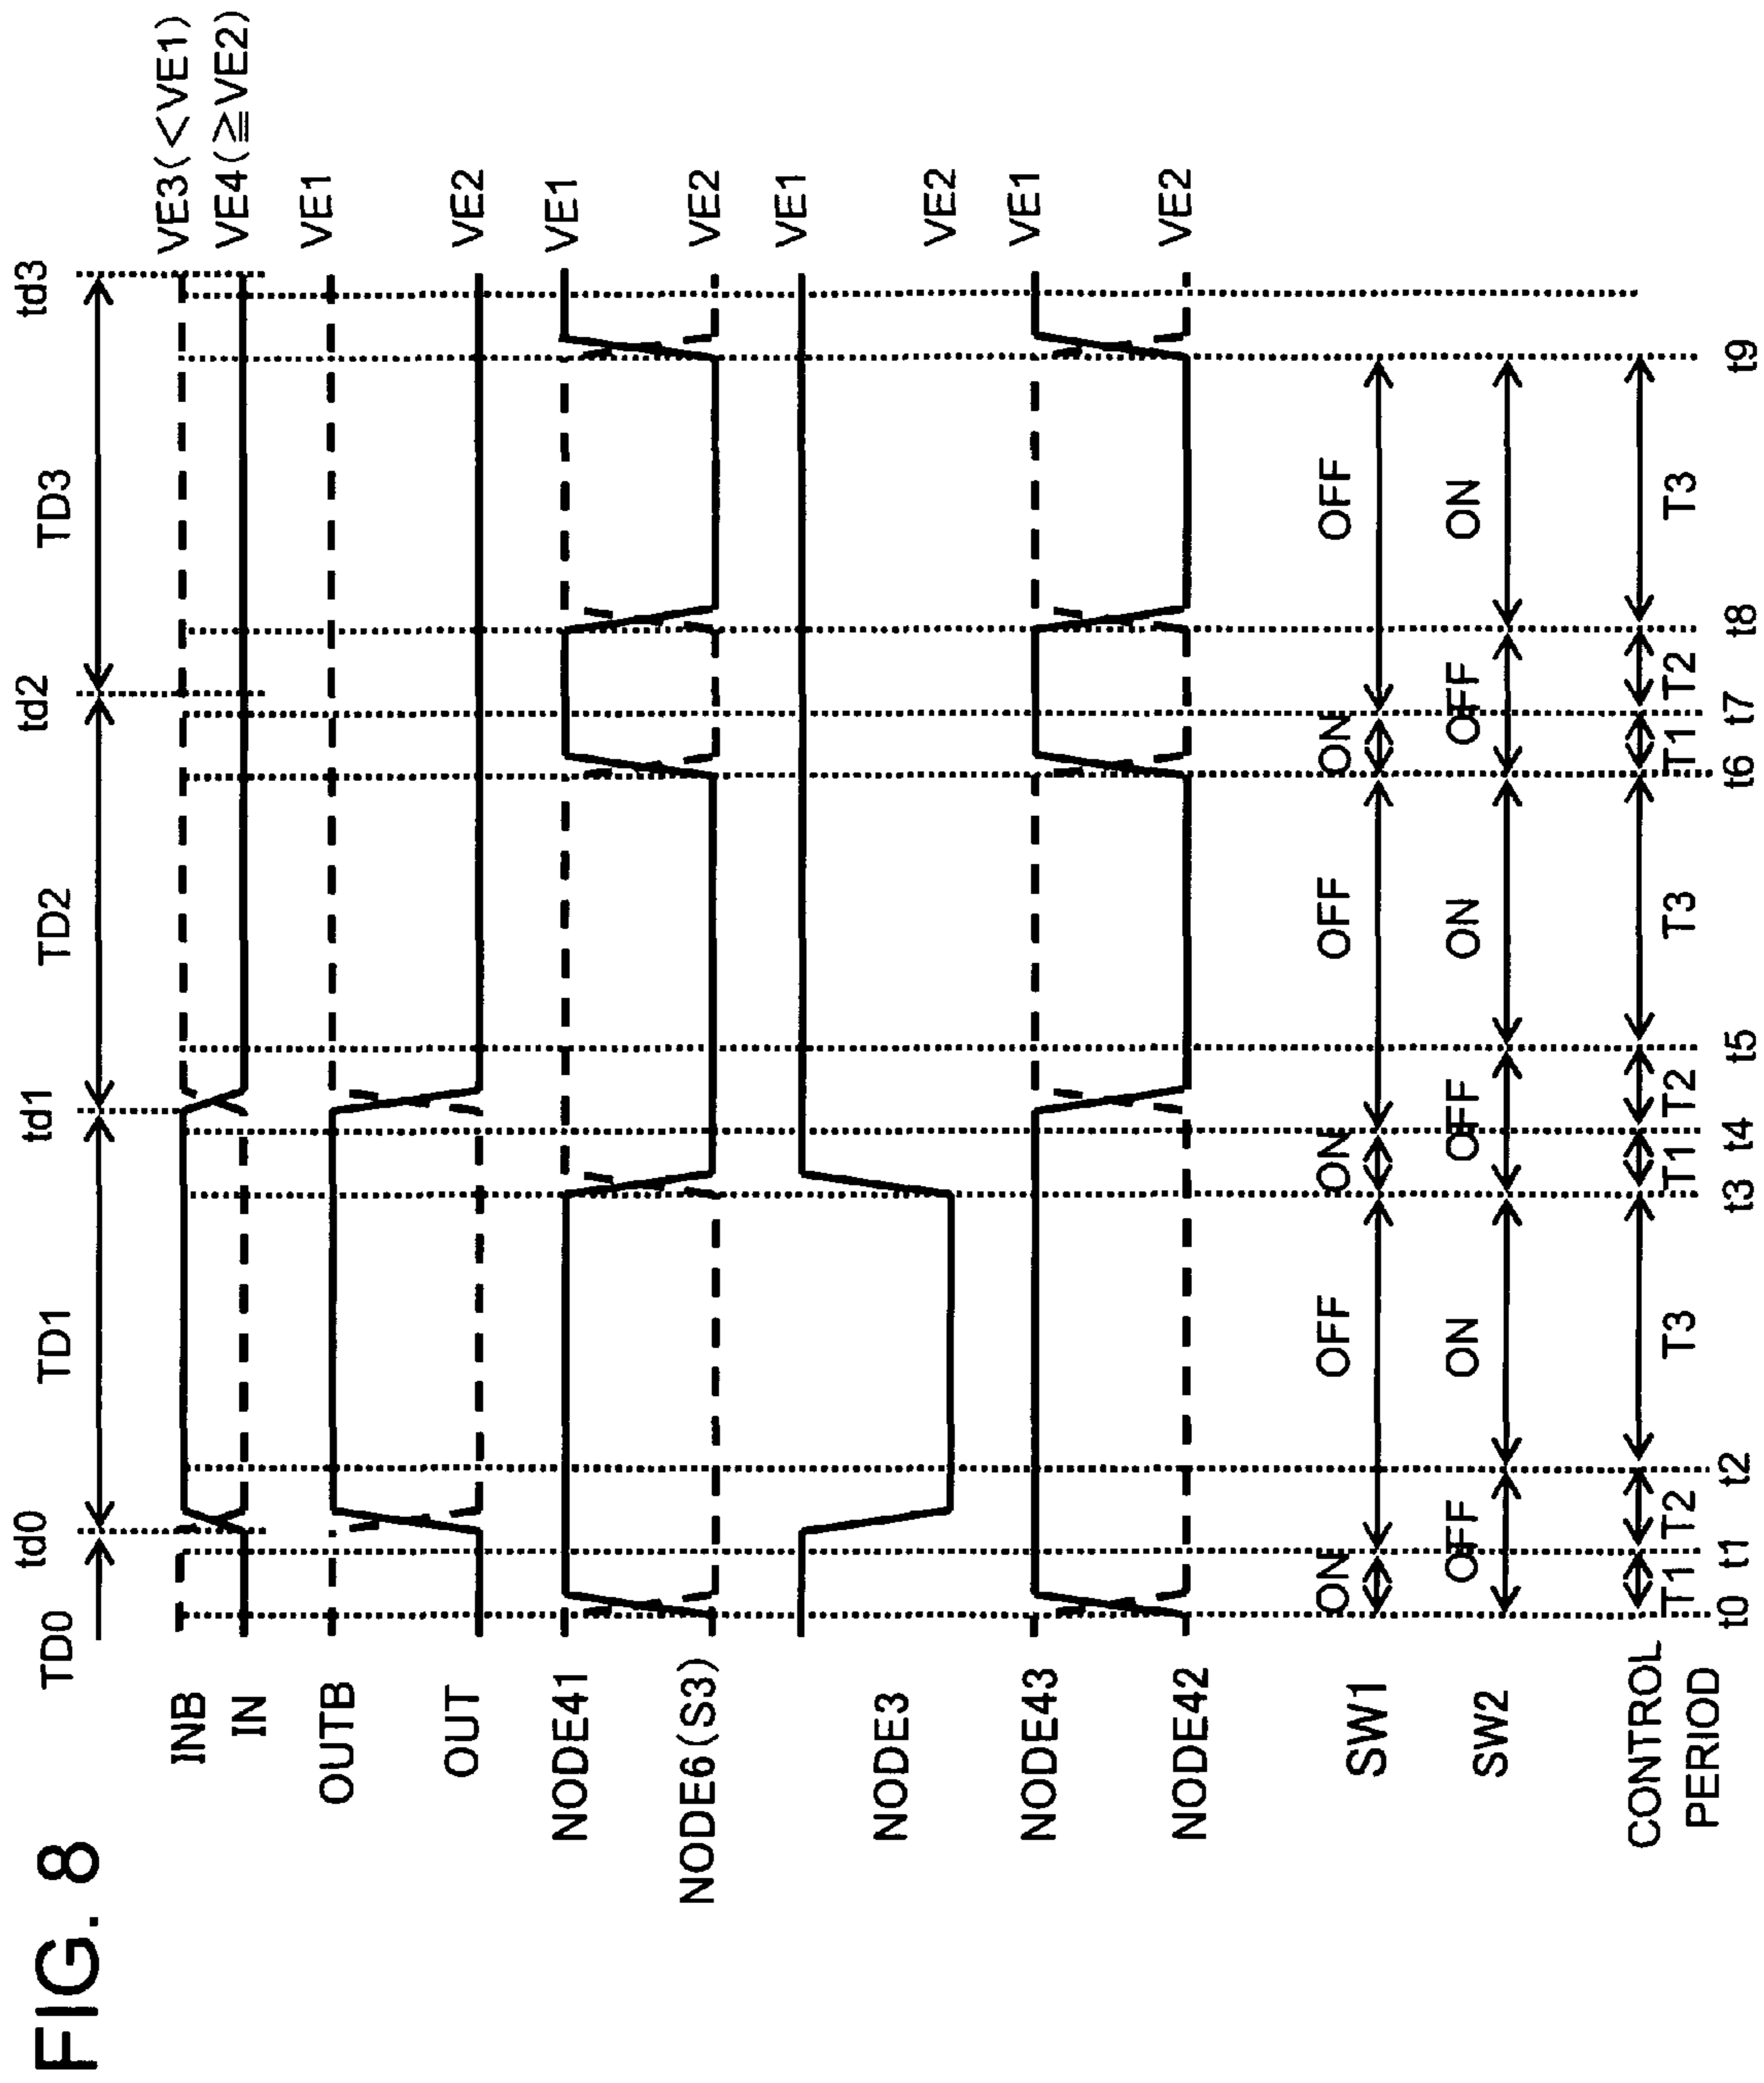 FIG. 8
TD0 td0 TD1 td1 TD2 td2 TD3 td3
INB VE3(<VE1)
IN VE4(≧VE2)
OUTB VE1
OUT VE2
NODE41 VE1
NODE6(S3) VE2
VE1
NODE3
VE2
NODE43 VE1
NODE42 VE2
SW1 ON OFF ON OFF ON OFF
SW2 OFF ON OFF ON OFF ON
CONTROL
PERIOD
T1 T2 T3 T1 T2 T3 T1 T2 T3
t0 t1 t2 t3 t4 t5 t6 t7 t8 t9